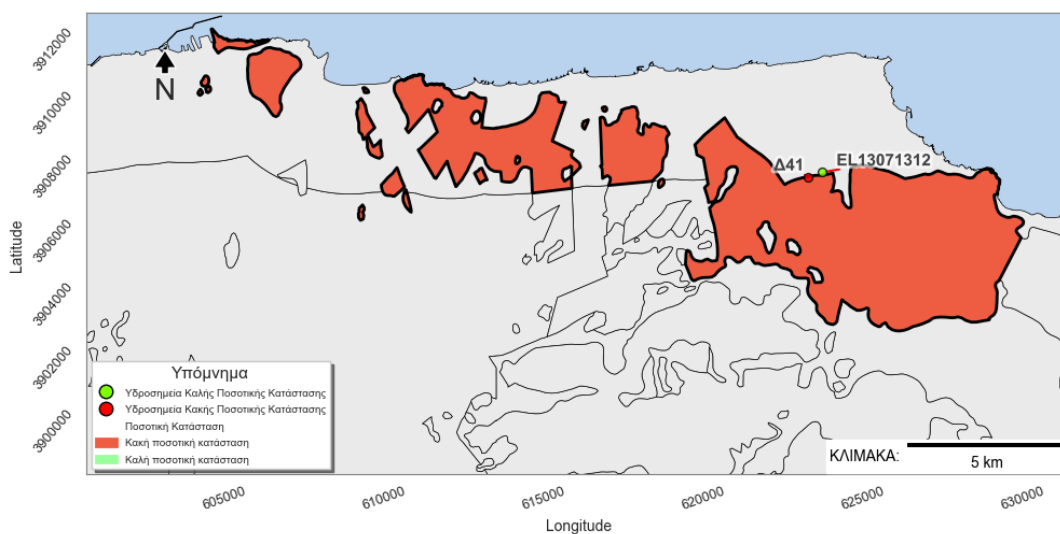 3912000
3910000
3908000
3906000
3904000
3902000
3900000
Latitude
N
Δ41
EL13071312
Υπόμνημα
Υδροσημεία Καλής Ποσοτικής Κατάστασης
Υδροσημεία Κακής Ποσοτικής Κατάστασης
Ποσοτική Κατάσταση
Κακή ποσοτική κατάσταση
Καλή ποσοτική κατάσταση
ΚΛΙΜΑΚΑ:
5 km
605000
610000
615000
620000
625000
630000
Longitude